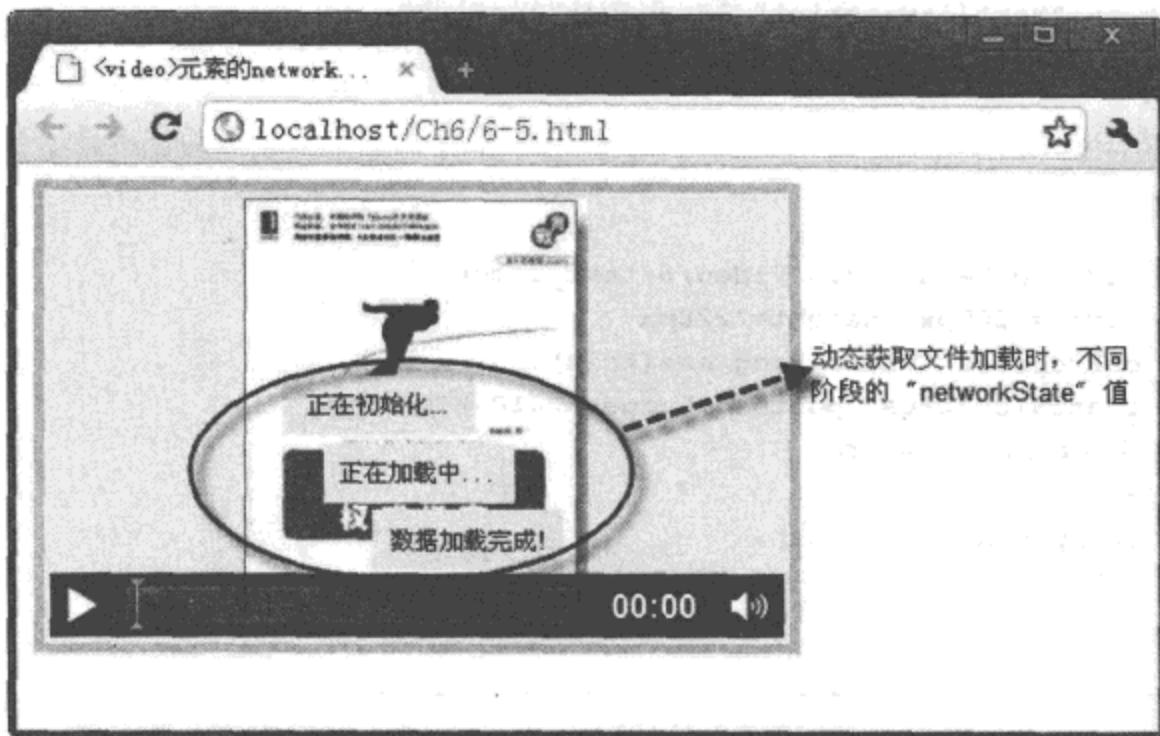 <video>元素的network...
localhost/Ch6/6-5.html
动态获取文件加载时，不同
阶段的 "networkState" 值
正在初始化...
正在加载中...
权
数据加载完成!
00:00